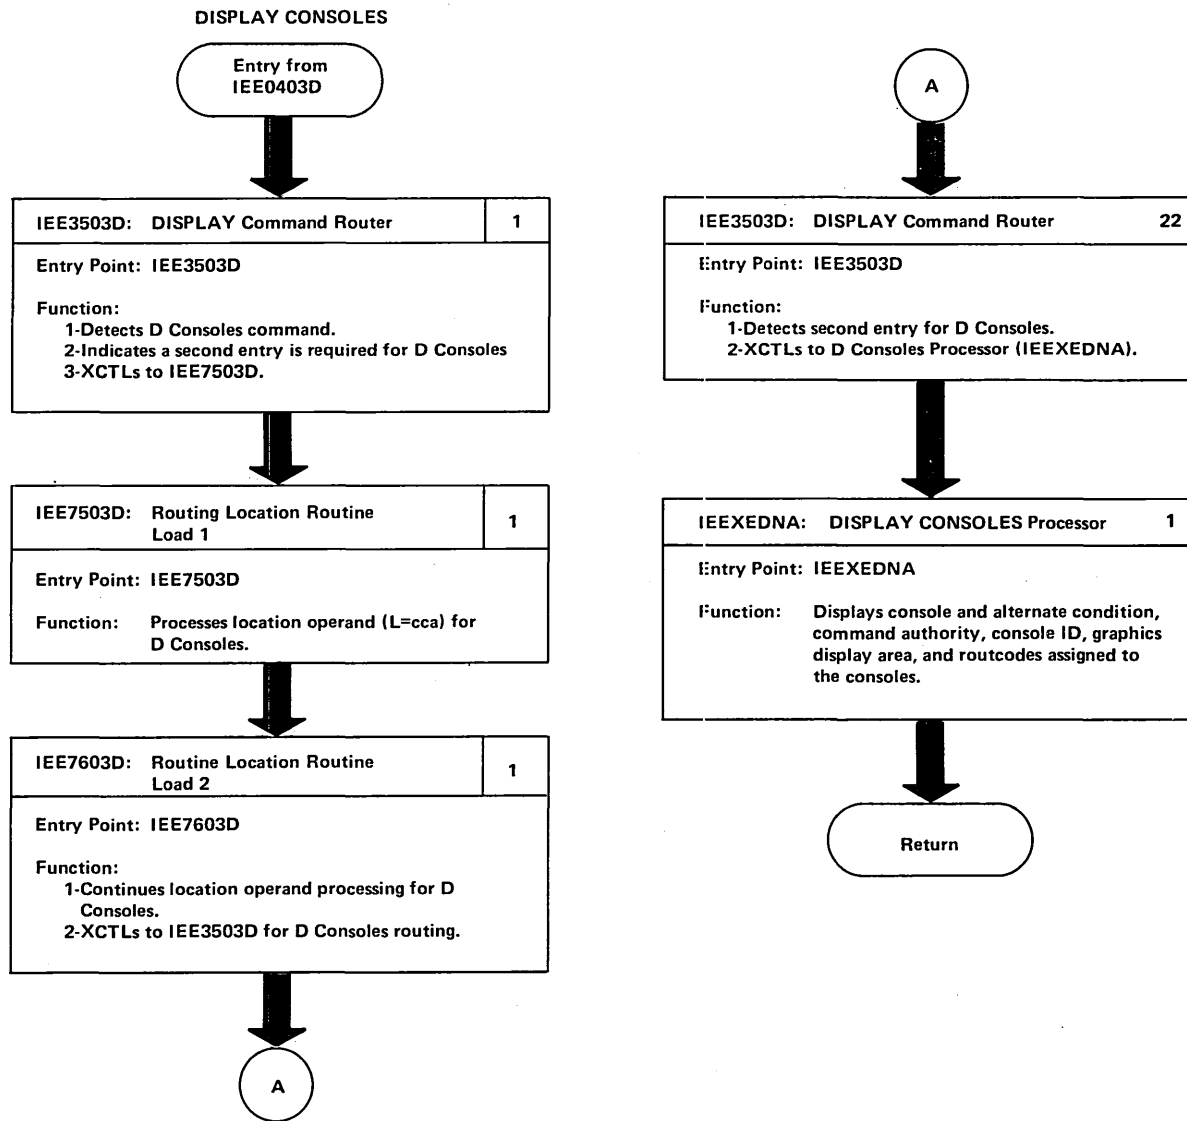 DISPLAY CONSOLES
Entry from
IEE0403D
IEE3503D: DISPLAY Command Router 1
Entry Point: IEE3503D
Function:
1-Detects D Consoles command.
2-Indicates a second entry is required for D Consoles
3-XCTLs to IEE7503D.
IEE7503D: Routing Location Routine
Load 1
1
Entry Point: IEE7503D
Function: Processes location operand (L=cca) for
D Consoles.
IEE7603D: Routine Location Routine
Load 2
1
Entry Point: IEE7603D
Function:
1-Continues location operand processing for D
Consoles.
2-XCTLs to IEE3503D for D Consoles routing.
A
A
IEE3503D: DISPLAY Command Router 22
Entry Point: IEE3503D
Function:
1-Detects second entry for D Consoles.
2-XCTLs to D Consoles Processor (IEEXEDNA).
IEEXEDNA: DISPLAY CONSOLES Processor 1
Entry Point: IEEXEDNA
Function: Displays console and alternate condition,
command authority, console ID, graphics
display area, and routcodes assigned to
the consoles.
Return